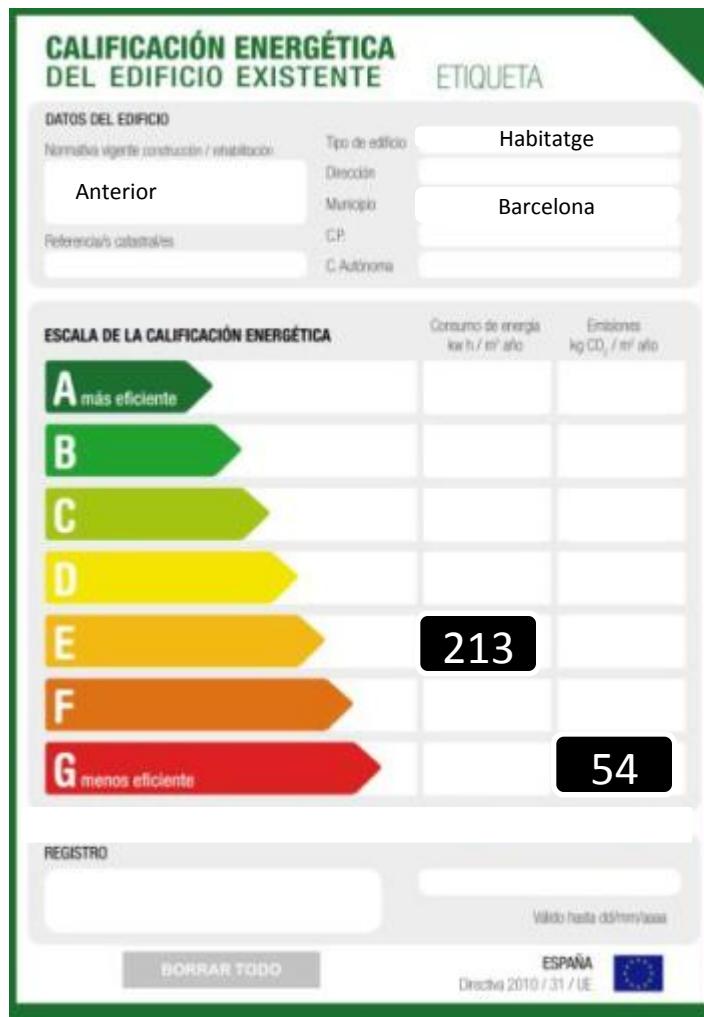 CALIFICACIÓN ENERGÉTICA
DEL EDIFICIO EXISTENTE ETIQUETA
DATOS DEL EDIFICIO
Normativa vigente construcción / rehabilitación
Anterior
Referencia/s catastral/es
Tipo de edificio Habitatge
Dirección
Municipio Barcelona
C.P.
C. Autónoma
ESCALA DE LA CALIFICACIÓN ENERGÉTICA
Consumo de energía
kw h / m² año
Emisiones
kg CO₂ / m² año
A más eficiente
B
C
D
E 213
F
G menos eficiente 54
REGISTRO
Válido hasta dd/mm/aaaa
BORRAR TODO
ESPAÑA
Directiva 2010 / 31 / UE